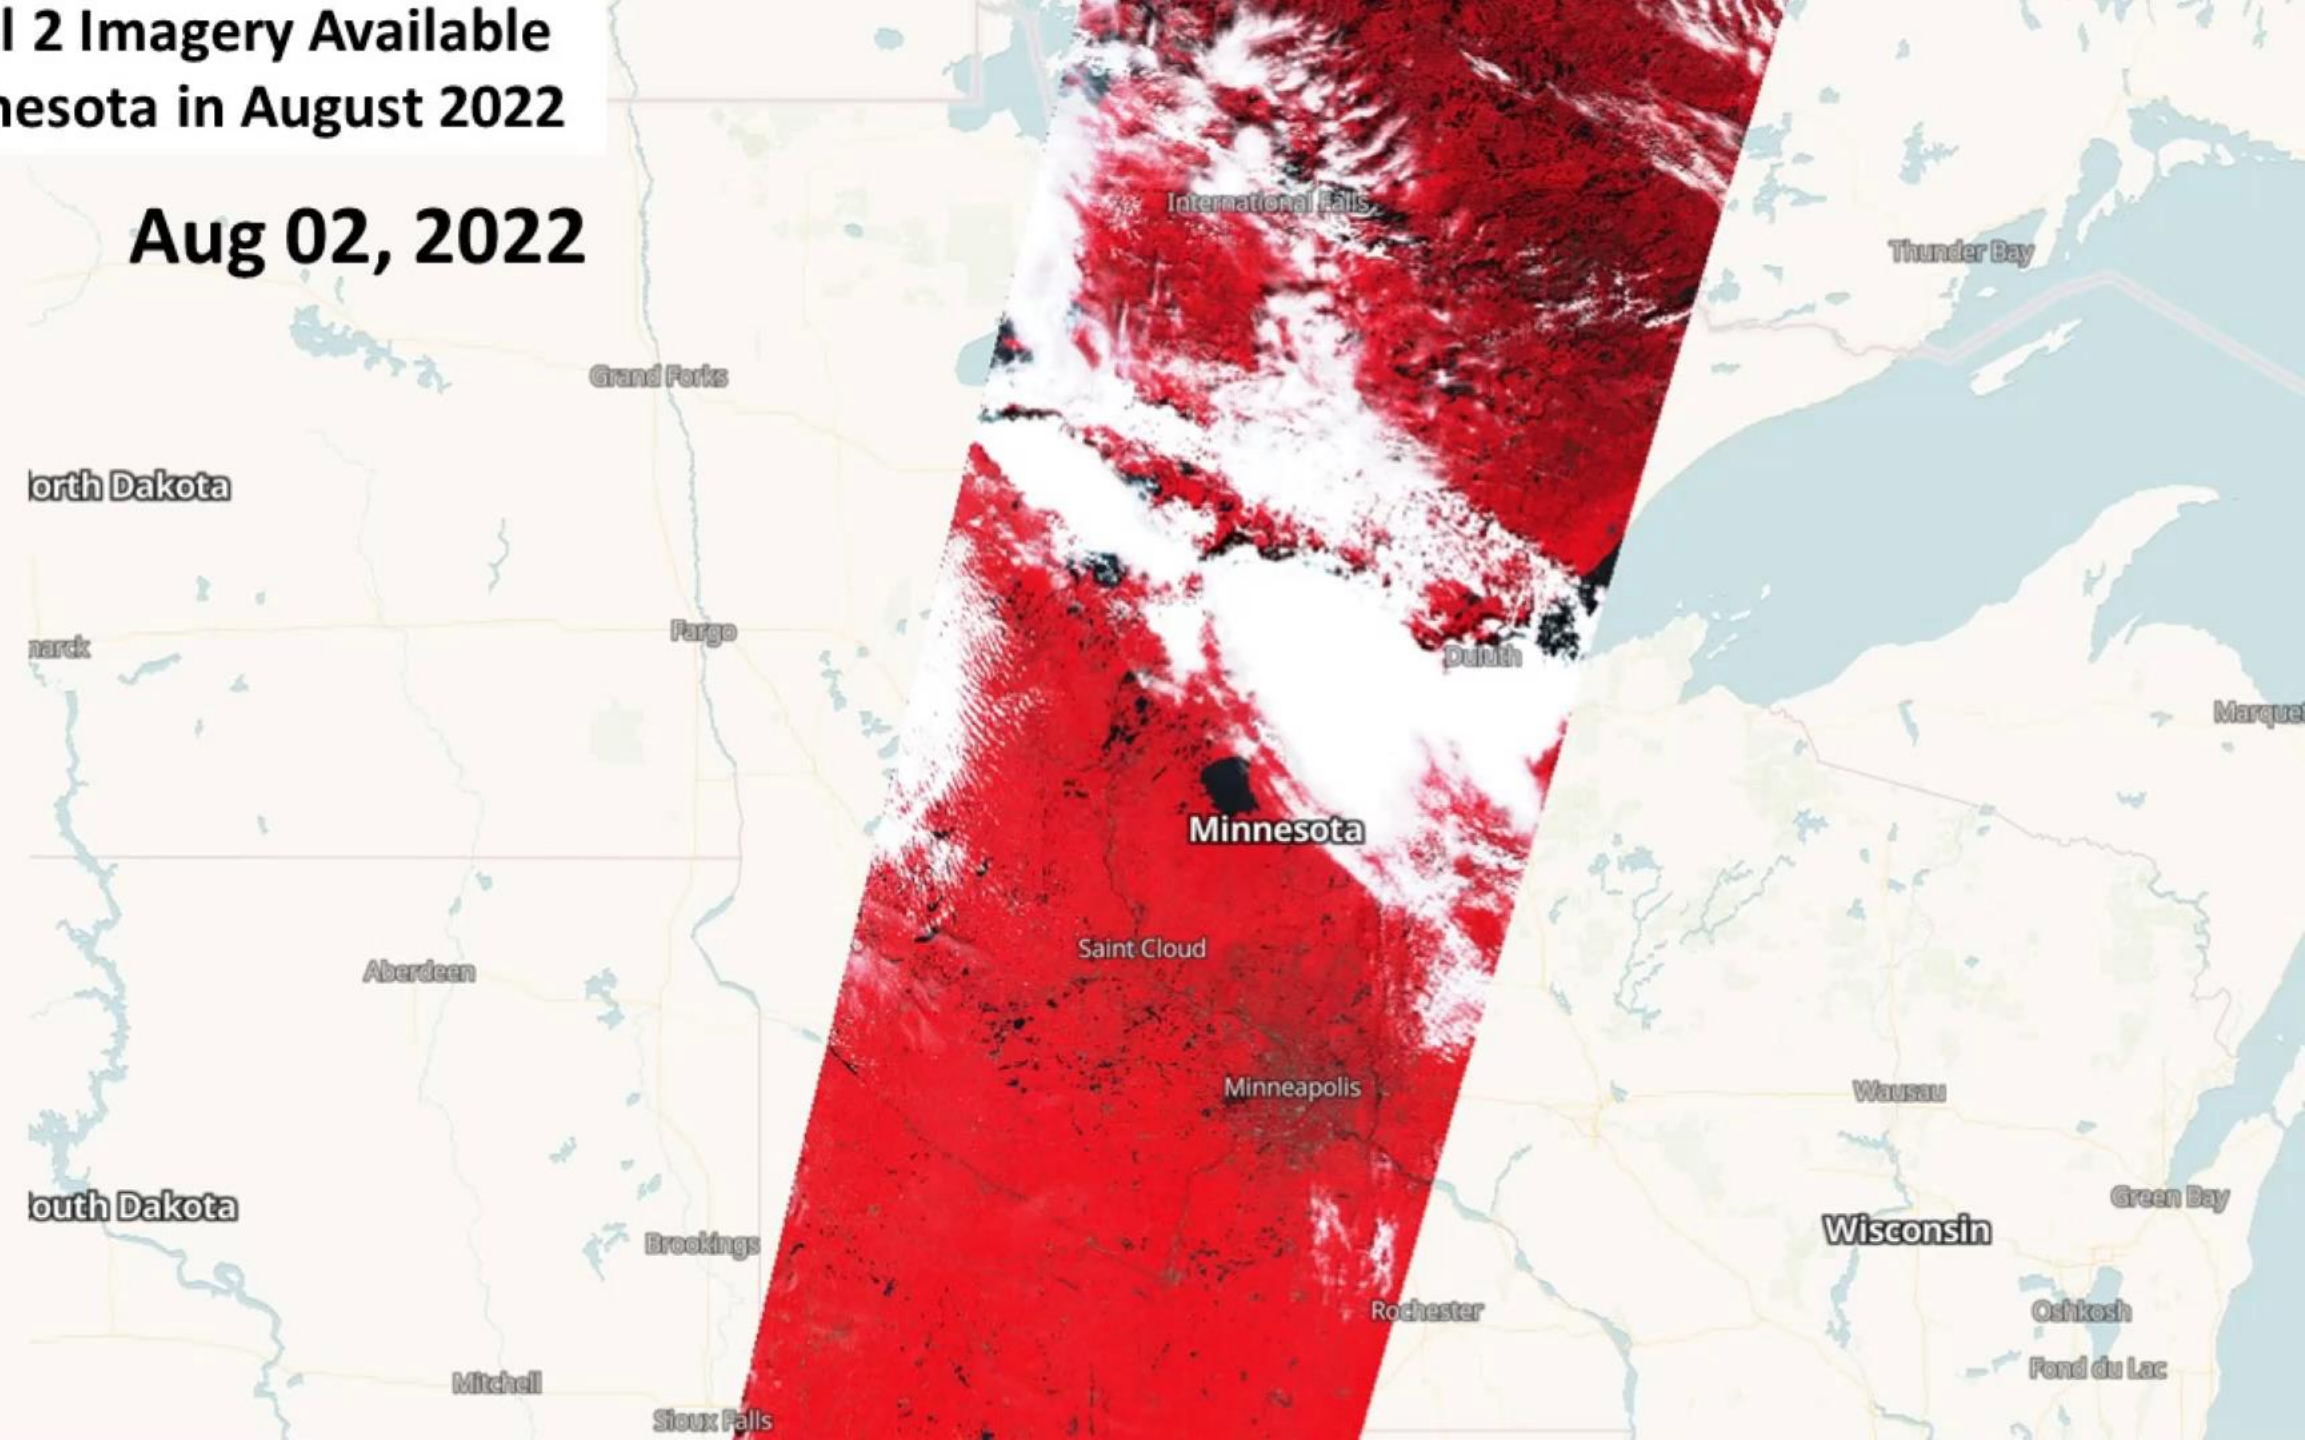 l 2 Imagery Available
nesota in August 2022
Aug 02, 2022
International Falls
Thunder Bay
Grand Forks
orth Dakota
Fargo
narck
Duluth
Marquet
Minnesota
Saint Cloud
Aberdeen
Minneapolis
Wausau
outh Dakota
Green Bay
Wisconsin
Brookings
Rochester
Oshkosh
Fond du Lac
Mitchell
Sioux Falls